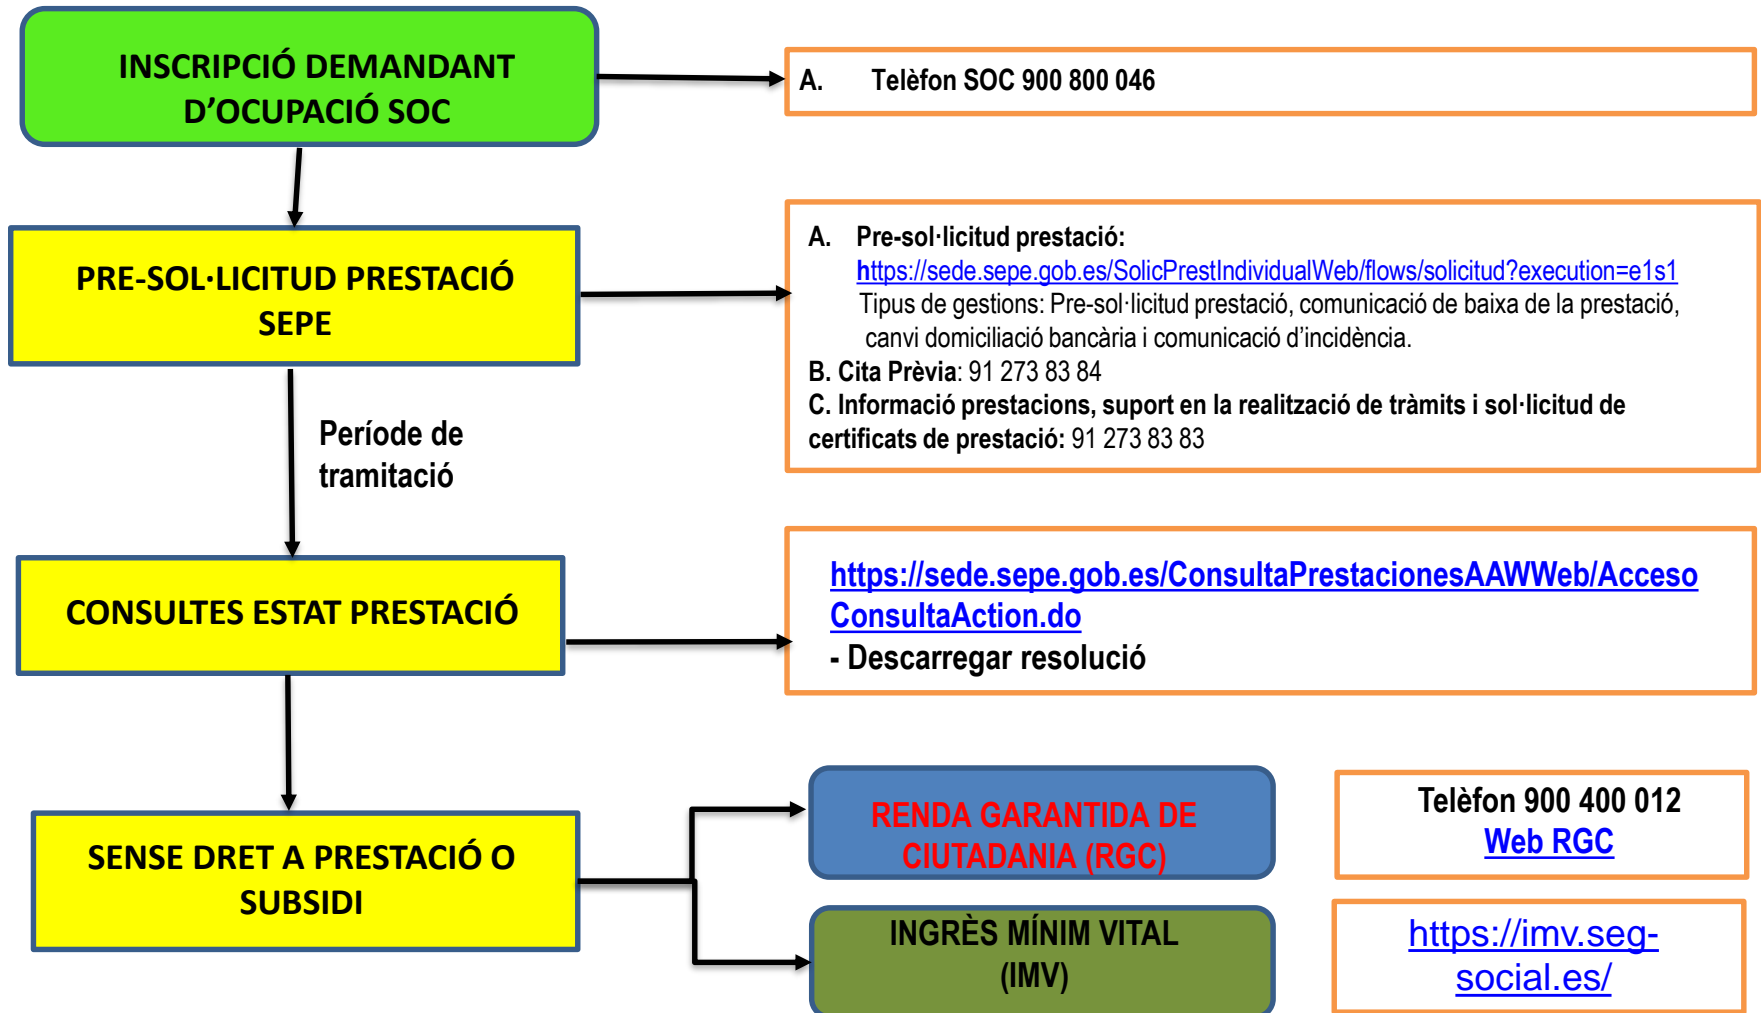 INSCRIPCIÓ DEMANDANT
D'OCUPACIÓ SOC
A. Telèfon SOC 900 800 046
PRE-SOL·LICITUD PRESTACIÓ
SEPE
A. Pre-sol·licitud prestació:
https://sede.sepe.gob.es/SolicPrestIndividualWeb/flows/solicitud?execution=e1s1
Tipus de gestions: Pre-sol·licitud prestació, comunicació de baixa de la prestació,
canvi domiciliació bancària i comunicació d'incidència.
B. Cita Prèvia: 91 273 83 84
C. Informació prestacions, suport en la realització de tràmits i sol·licitud de
certificats de prestació: 91 273 83 83
Període de
tramitació
CONSULTES ESTAT PRESTACIÓ
https://sede.sepe.gob.es/ConsultaPrestacionesAAWWeb/Acceso
ConsultaAction.do
- Descarregar resolució
SENSE DRET A PRESTACIÓ O
SUBSIDI
RENDA GARANTIDA DE
CIUTADANIA (RGC)
Telèfon 900 400 012
Web RGC
INGRÈS MÍNIM VITAL
(IMV)
https://imv.seg-
social.es/